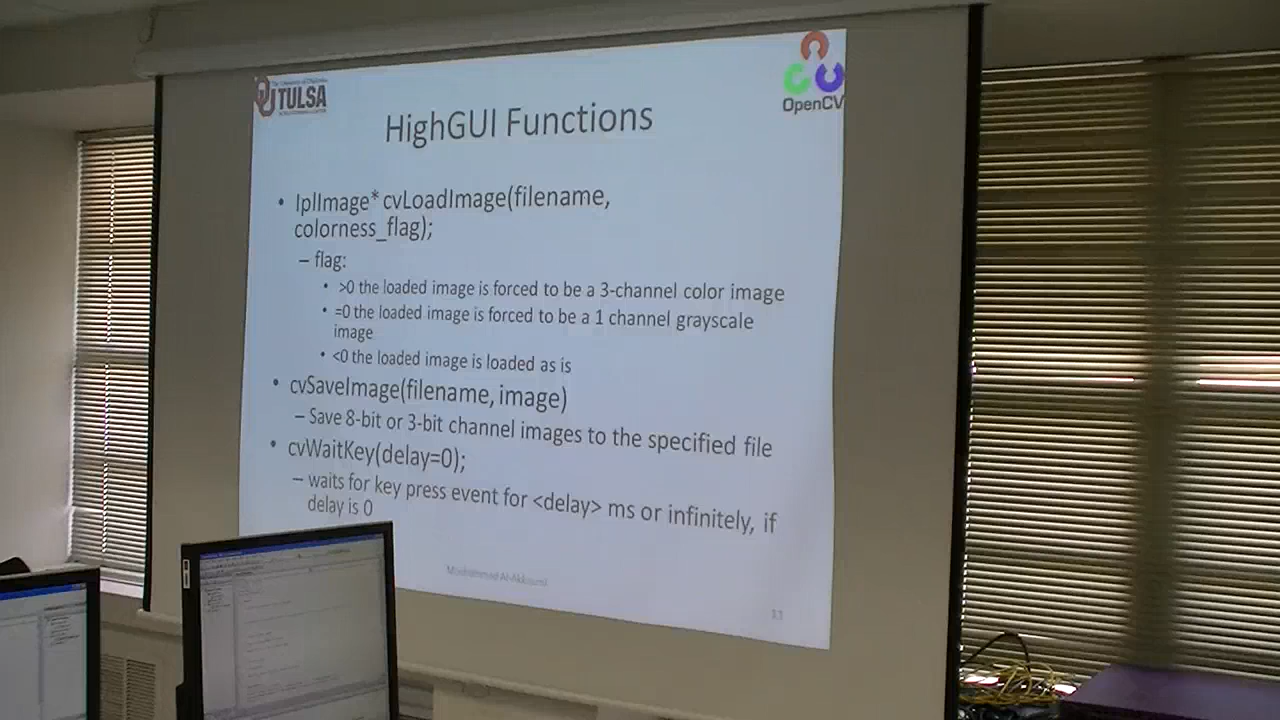 TULSA
OpenCV
HighGUI Functions
• IplImage* cvLoadImage(filename,
colorness_flag);
– flag:
• >0 the loaded image is forced to be a 3-channel color image
• =0 the loaded image is forced to be a 1 channel grayscale
image
• <0 the loaded image is loaded as is
• cvSaveImage(filename, image)
– Save 8-bit or 3-bit channel images to the specified file
• cvWaitKey(delay=0);
– waits for key press event for <delay> ms or infinitely, if
delay is 0